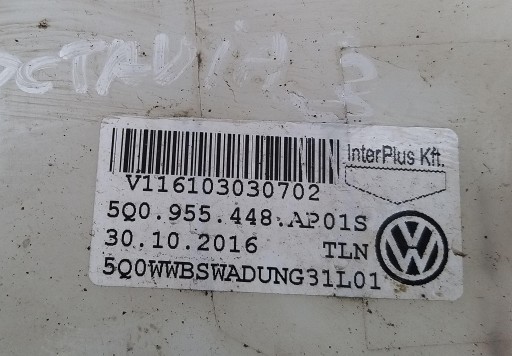 OCTAVIA 3
InterPlus Kft.
V116103030702
5Q0.955.448.AP01S
30.10.2016 TLN
5Q0WWBSWADUNG31L01